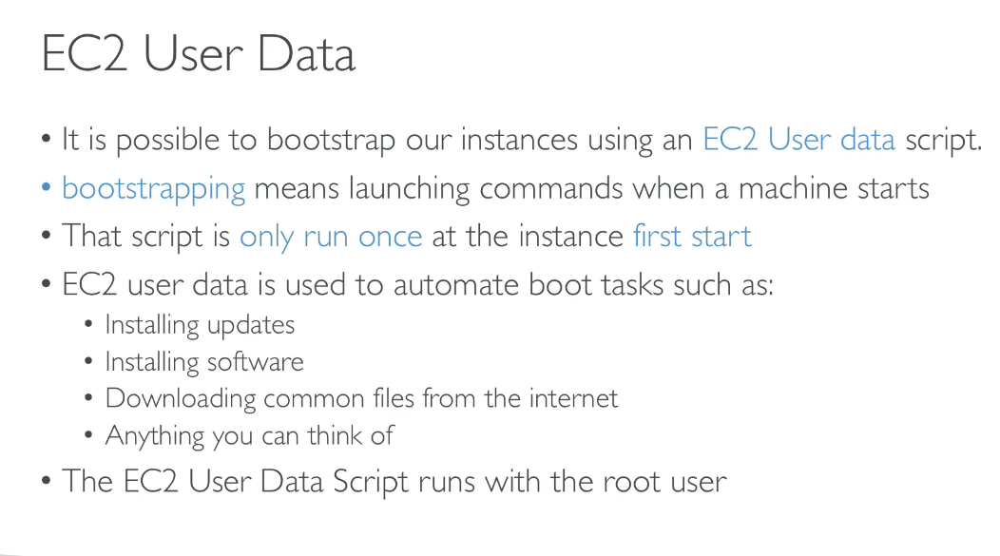 EC2 User Data
• It is possible to bootstrap our instances using an EC2 User data script.
• bootstrapping means launching commands when a machine starts
• That script is only run once at the instance first start
• EC2 user data is used to automate boot tasks such as:
• Installing updates
• Installing software
• Downloading common files from the internet
• Anything you can think of
• The EC2 User Data Script runs with the root user